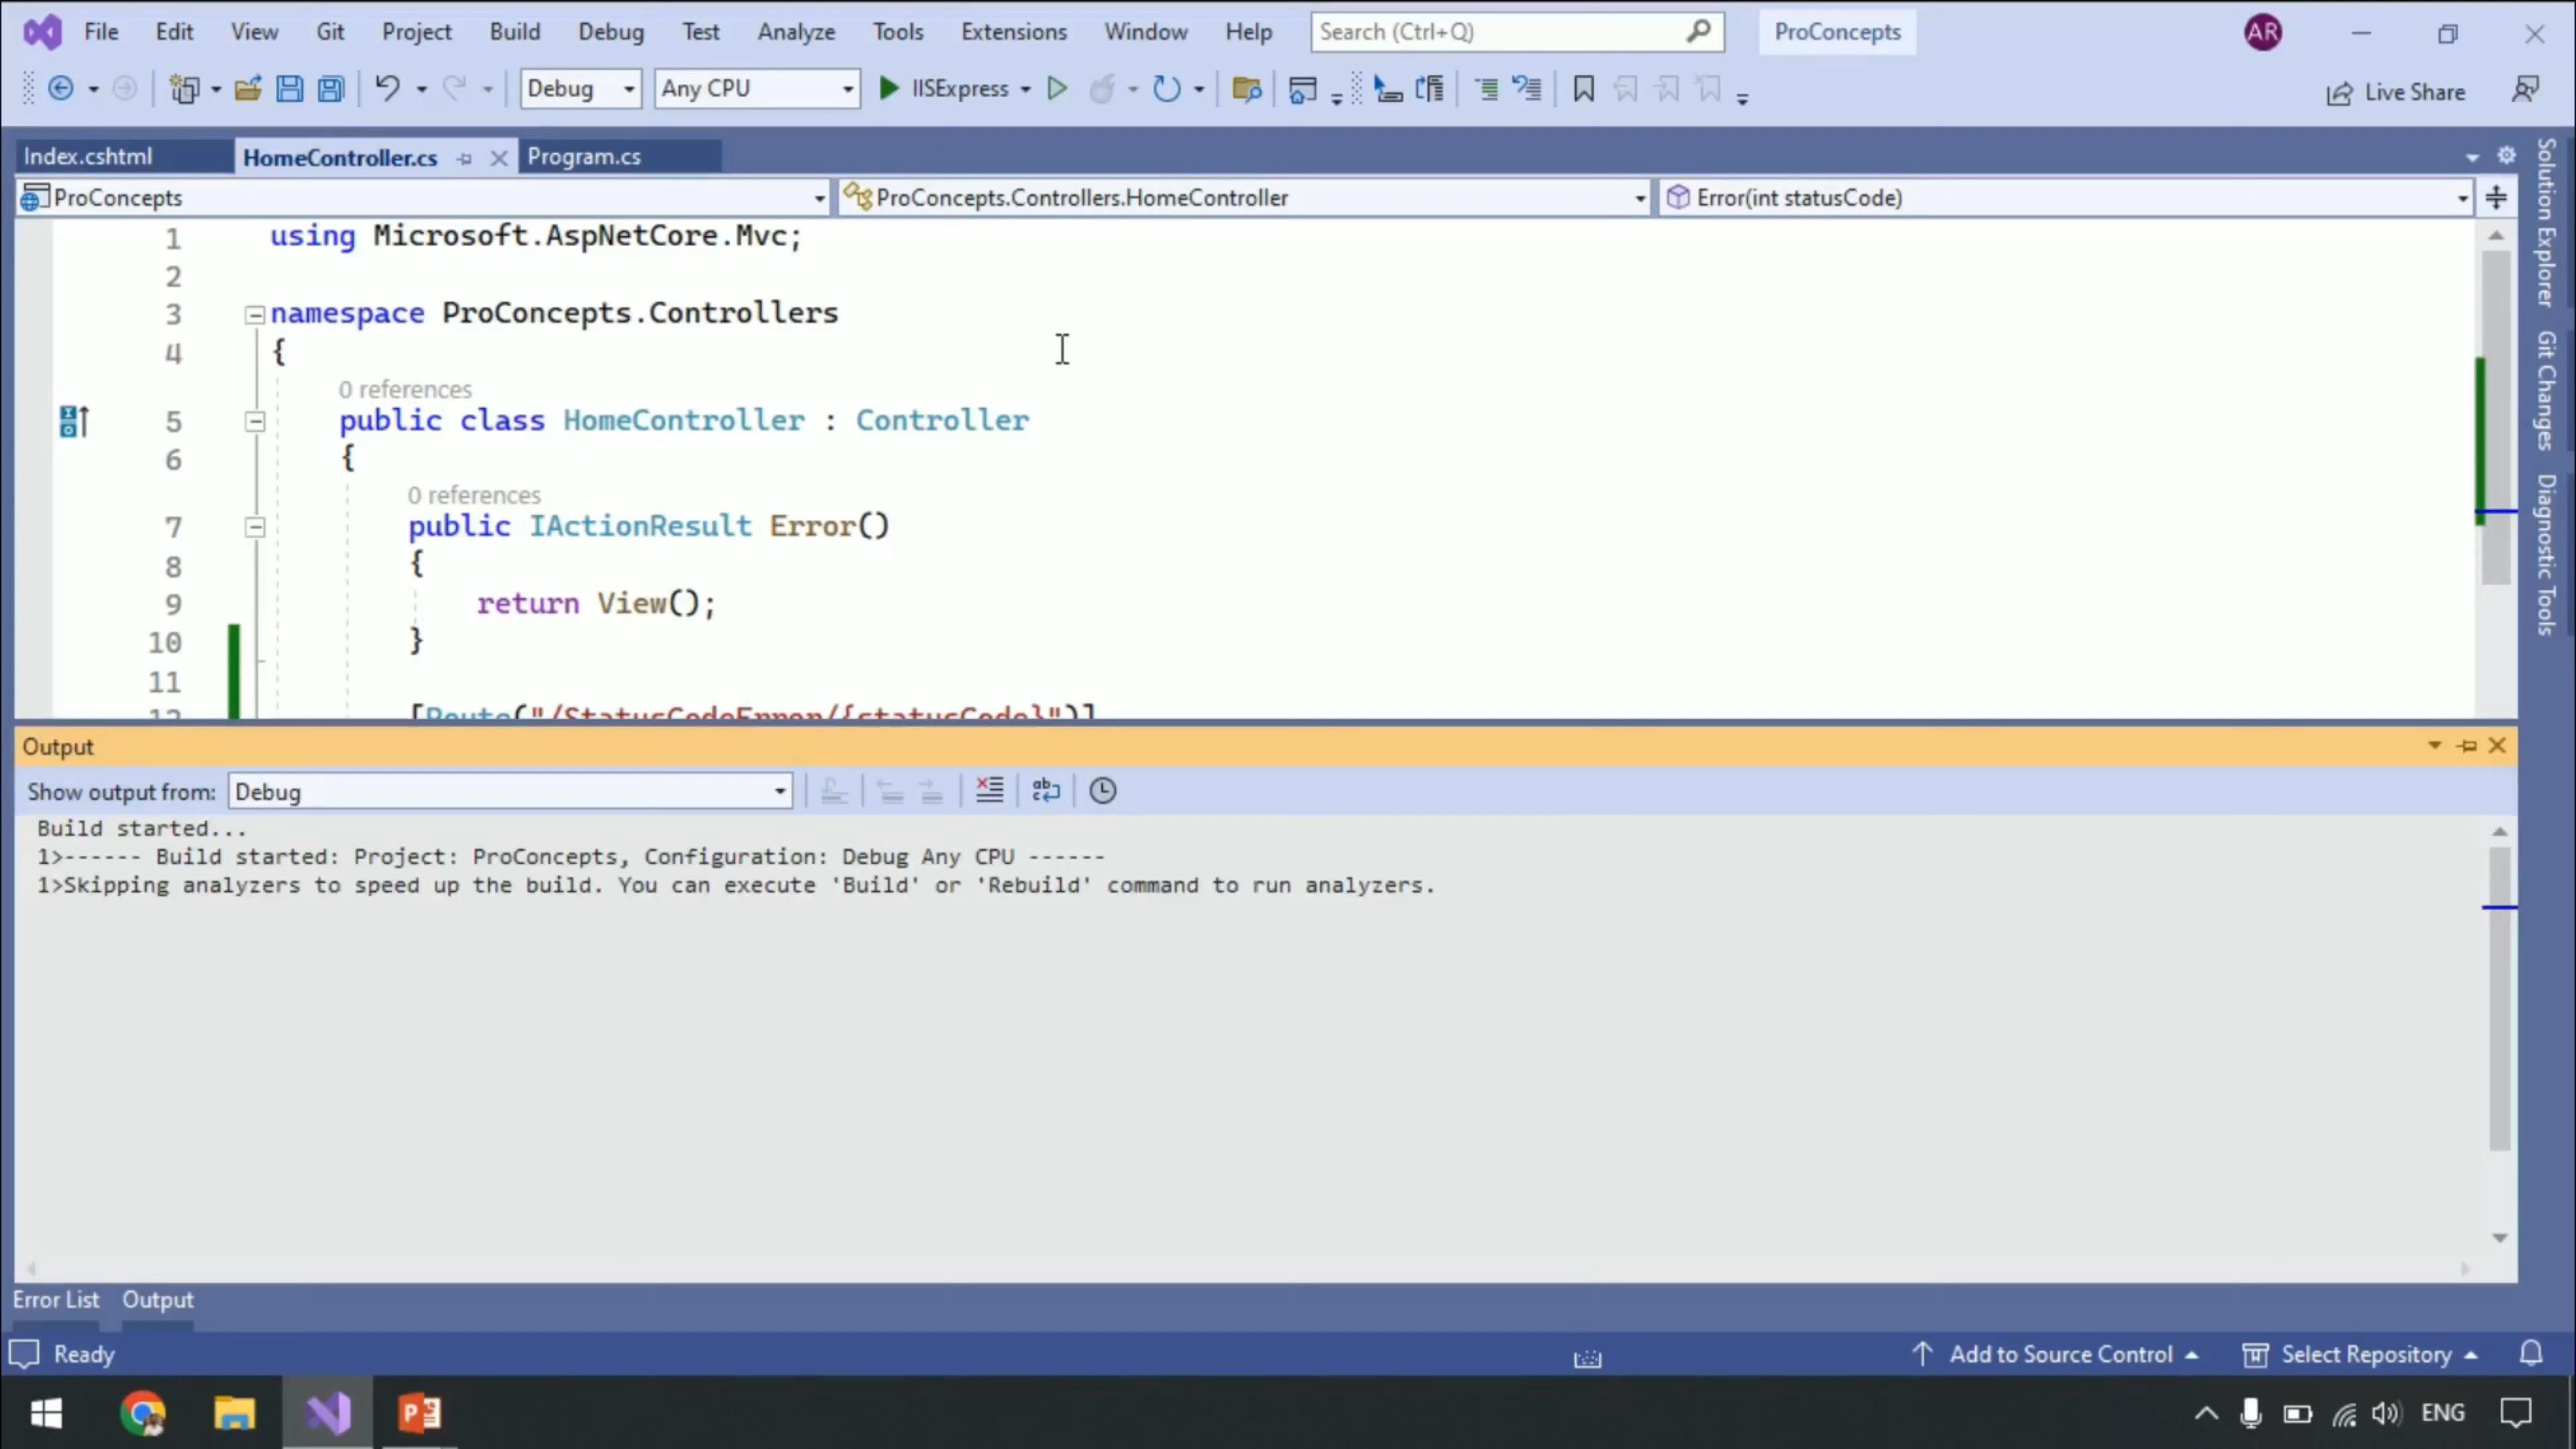 File Edit View Git Project Build Debug Test Analyze Tools Extensions Window Help Search (Ctrl+Q) ProConcepts AR
Debug Any CPU IISExpress Live Share
Index.cshtml HomeController.cs Program.cs
ProConcepts ProConcepts.Controllers.HomeController Error(int statusCode)
1 using Microsoft.AspNetCore.Mvc;
2
3 namespace ProConcepts.Controllers
4 {
0 references
5 public class HomeController : Controller
6 {
0 references
7 public IActionResult Error()
8 {
9 return View();
10 }
11
12 [Route("/StatusCodeError/{statusCode}")]
Solution Explorer
Git Changes
Diagnostic Tools
Output
Show output from: Debug
Build started...
1>------ Build started: Project: ProConcepts, Configuration: Debug Any CPU ------
1>Skipping analyzers to speed up the build. You can execute 'Build' or 'Rebuild' command to run analyzers.
Error List Output
Ready Add to Source Control Select Repository
ENG